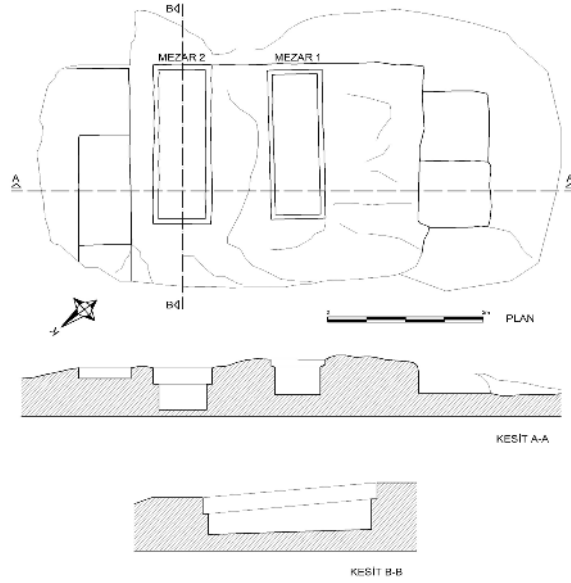 B
MEZAR 2
MEZAR 1
A
A
B
N
PLAN
KESİT A-A
KESİT B-B